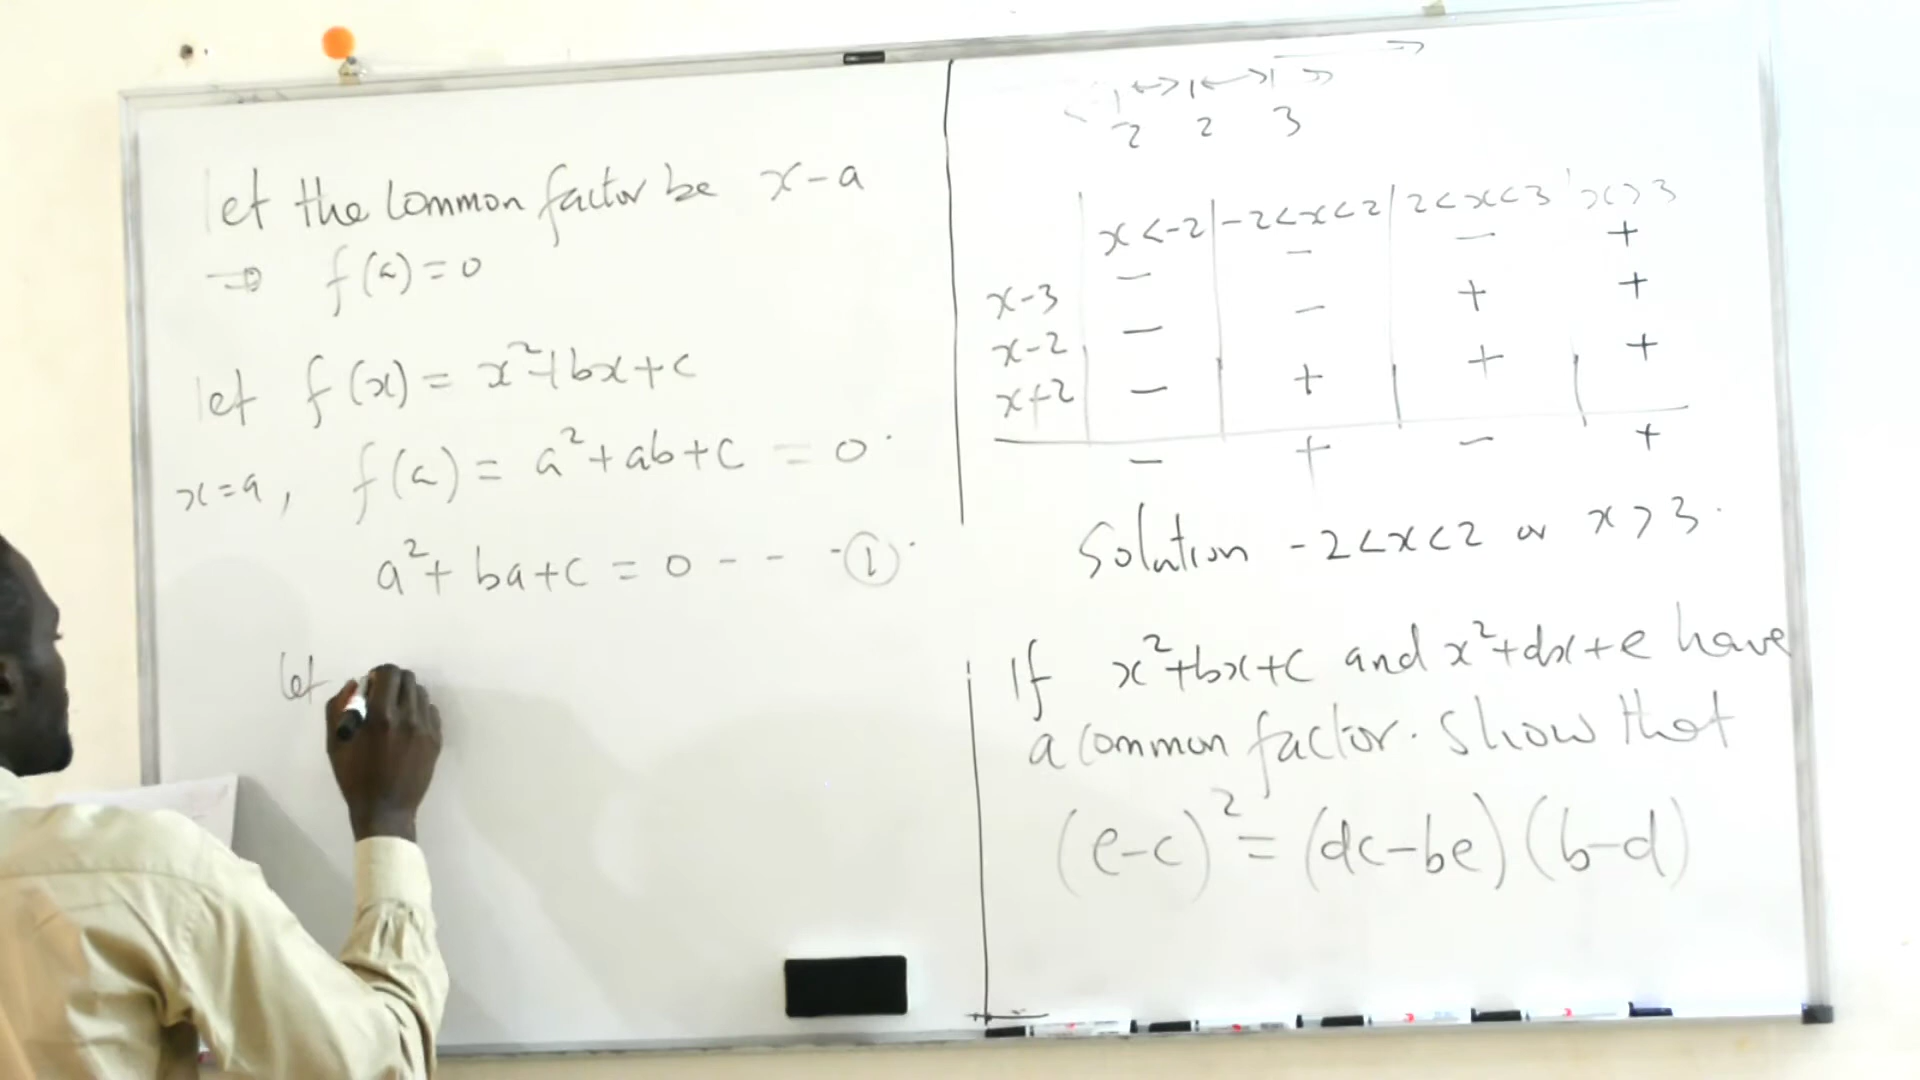 let the common factor be x-a
⇒ f(a)=0
let f(x) = x²+bx+c
x=a, f(a) = a²+ab+c = 0.
a²+ba+c = 0 - - - ①.
let
2 2 3
x<-2 -2<x<2 2<x<3 x>3
x-3 - - - +
x-2 - - + +
x+2 - + + +
- + - +
Solution -2<x<2 or x>3.
If x²+bx+c and x²+dx+e have
a common factor. Show that
(e-c)² = (dc-be)(b-d)